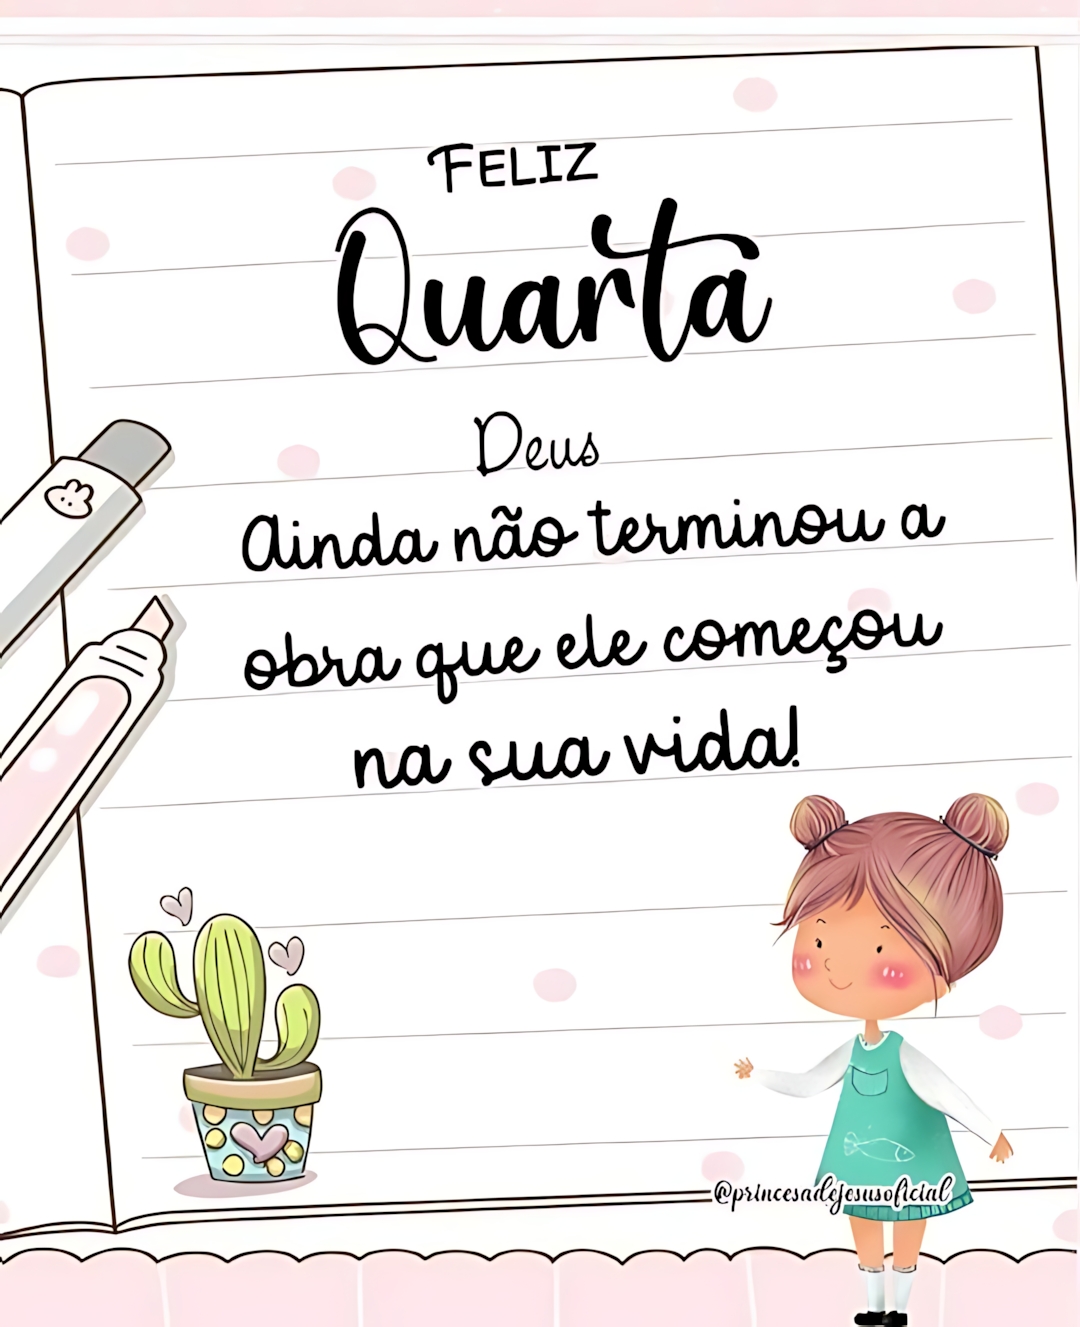 FELIZ
Quarta
Deus
Ainda não terminou a
obra que ele começou
na sua vida!
@princesadejesusoficial